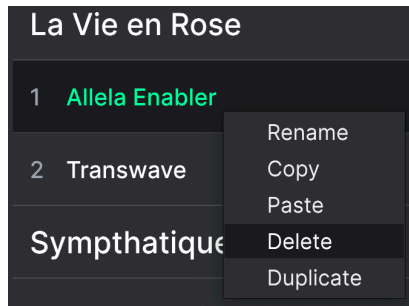 La Vie en Rose
1 Allela Enabler
Rename
2 Transwave
Copy
Paste
Sympthatique
Delete
Duplicate